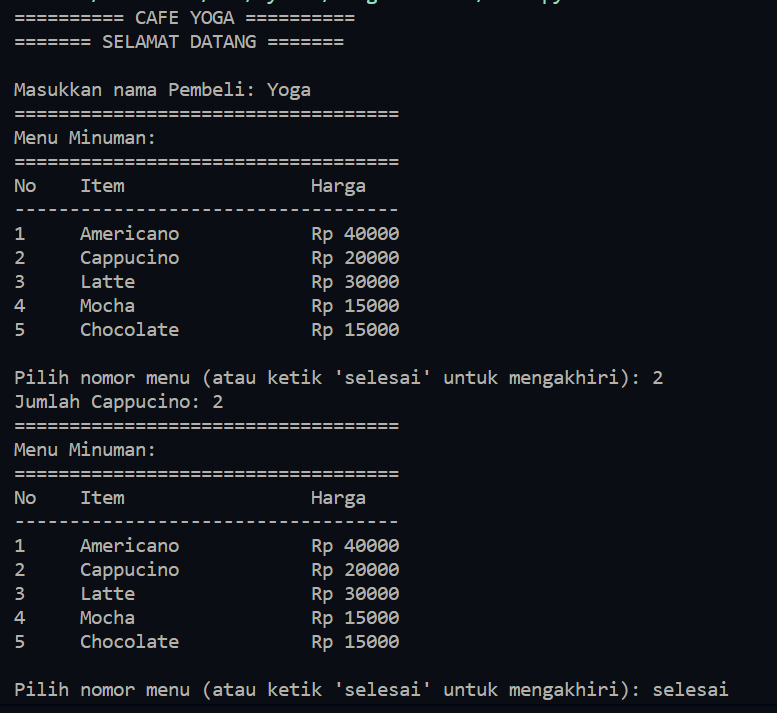 ========== CAFE YOGA ==========
======= SELAMAT DATANG =======
Masukkan nama Pembeli: Yoga
===================================
Menu Minuman:
===================================
No    Item                 Harga
-----------------------------------
1     Americano            Rp 40000
2     Cappucino            Rp 20000
3     Latte                Rp 30000
4     Mocha                Rp 15000
5     Chocolate            Rp 15000
Pilih nomor menu (atau ketik 'selesai' untuk mengakhiri): 2
Jumlah Cappucino: 2
===================================
Menu Minuman:
===================================
No    Item                 Harga
-----------------------------------
1     Americano            Rp 40000
2     Cappucino            Rp 20000
3     Latte                Rp 30000
4     Mocha                Rp 15000
5     Chocolate            Rp 15000
Pilih nomor menu (atau ketik 'selesai' untuk mengakhiri): selesai